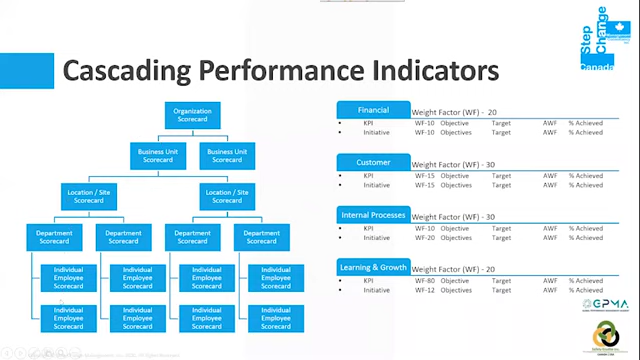 Step
Change
Canada
Cascading Performance Indicators
Organization
Scorecard
Business Unit
Scorecard
Business Unit
Scorecard
Location / Site
Scorecard
Location / Site
Scorecard
Department
Scorecard
Department
Scorecard
Department
Scorecard
Department
Scorecard
Individual
Employee
Scorecard
Individual
Employee
Scorecard
Individual
Employee
Scorecard
Individual
Employee
Scorecard
Individual
Employee
Scorecard
Individual
Employee
Scorecard
Individual
Employee
Scorecard
Individual
Employee
Scorecard
Financial Weight Factor (WF) - 20
• KPI WF-10 Objective Target AWF % Achieved
• Initiative WF-10 Objectives Target AWF % Achieved
Customer Weight Factor (WF) - 30
• KPI WF-15 Objective Target AWF % Achieved
• Initiative WF-15 Objectives Target AWF % Achieved
Internal Processes Weight Factor (WF) - 30
• KPI WF-10 Objective Target AWF % Achieved
• Initiative WF-20 Objectives Target AWF % Achieved
Learning & Growth Weight Factor (WF) - 20
• KPI WF-80 Objective Target AWF % Achieved
• Initiative WF-12 Objectives Target AWF % Achieved
GPMA